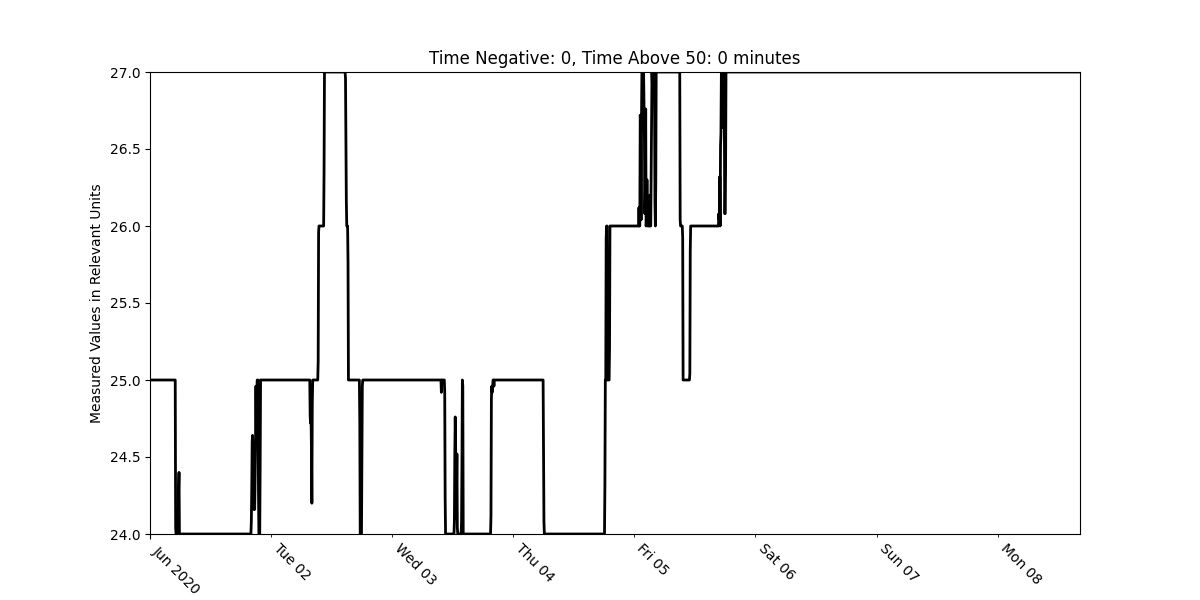 Time Negative: 0, Time Above 50: 0 minutes
27.0
26.5
26.0
25.5
25.0
24.5
24.0
Measured Values in Relevant Units
Jun 2020
Tue 02
Wed 03
Thu 04
Fri 05
Sat 06
Sun 07
Mon 08